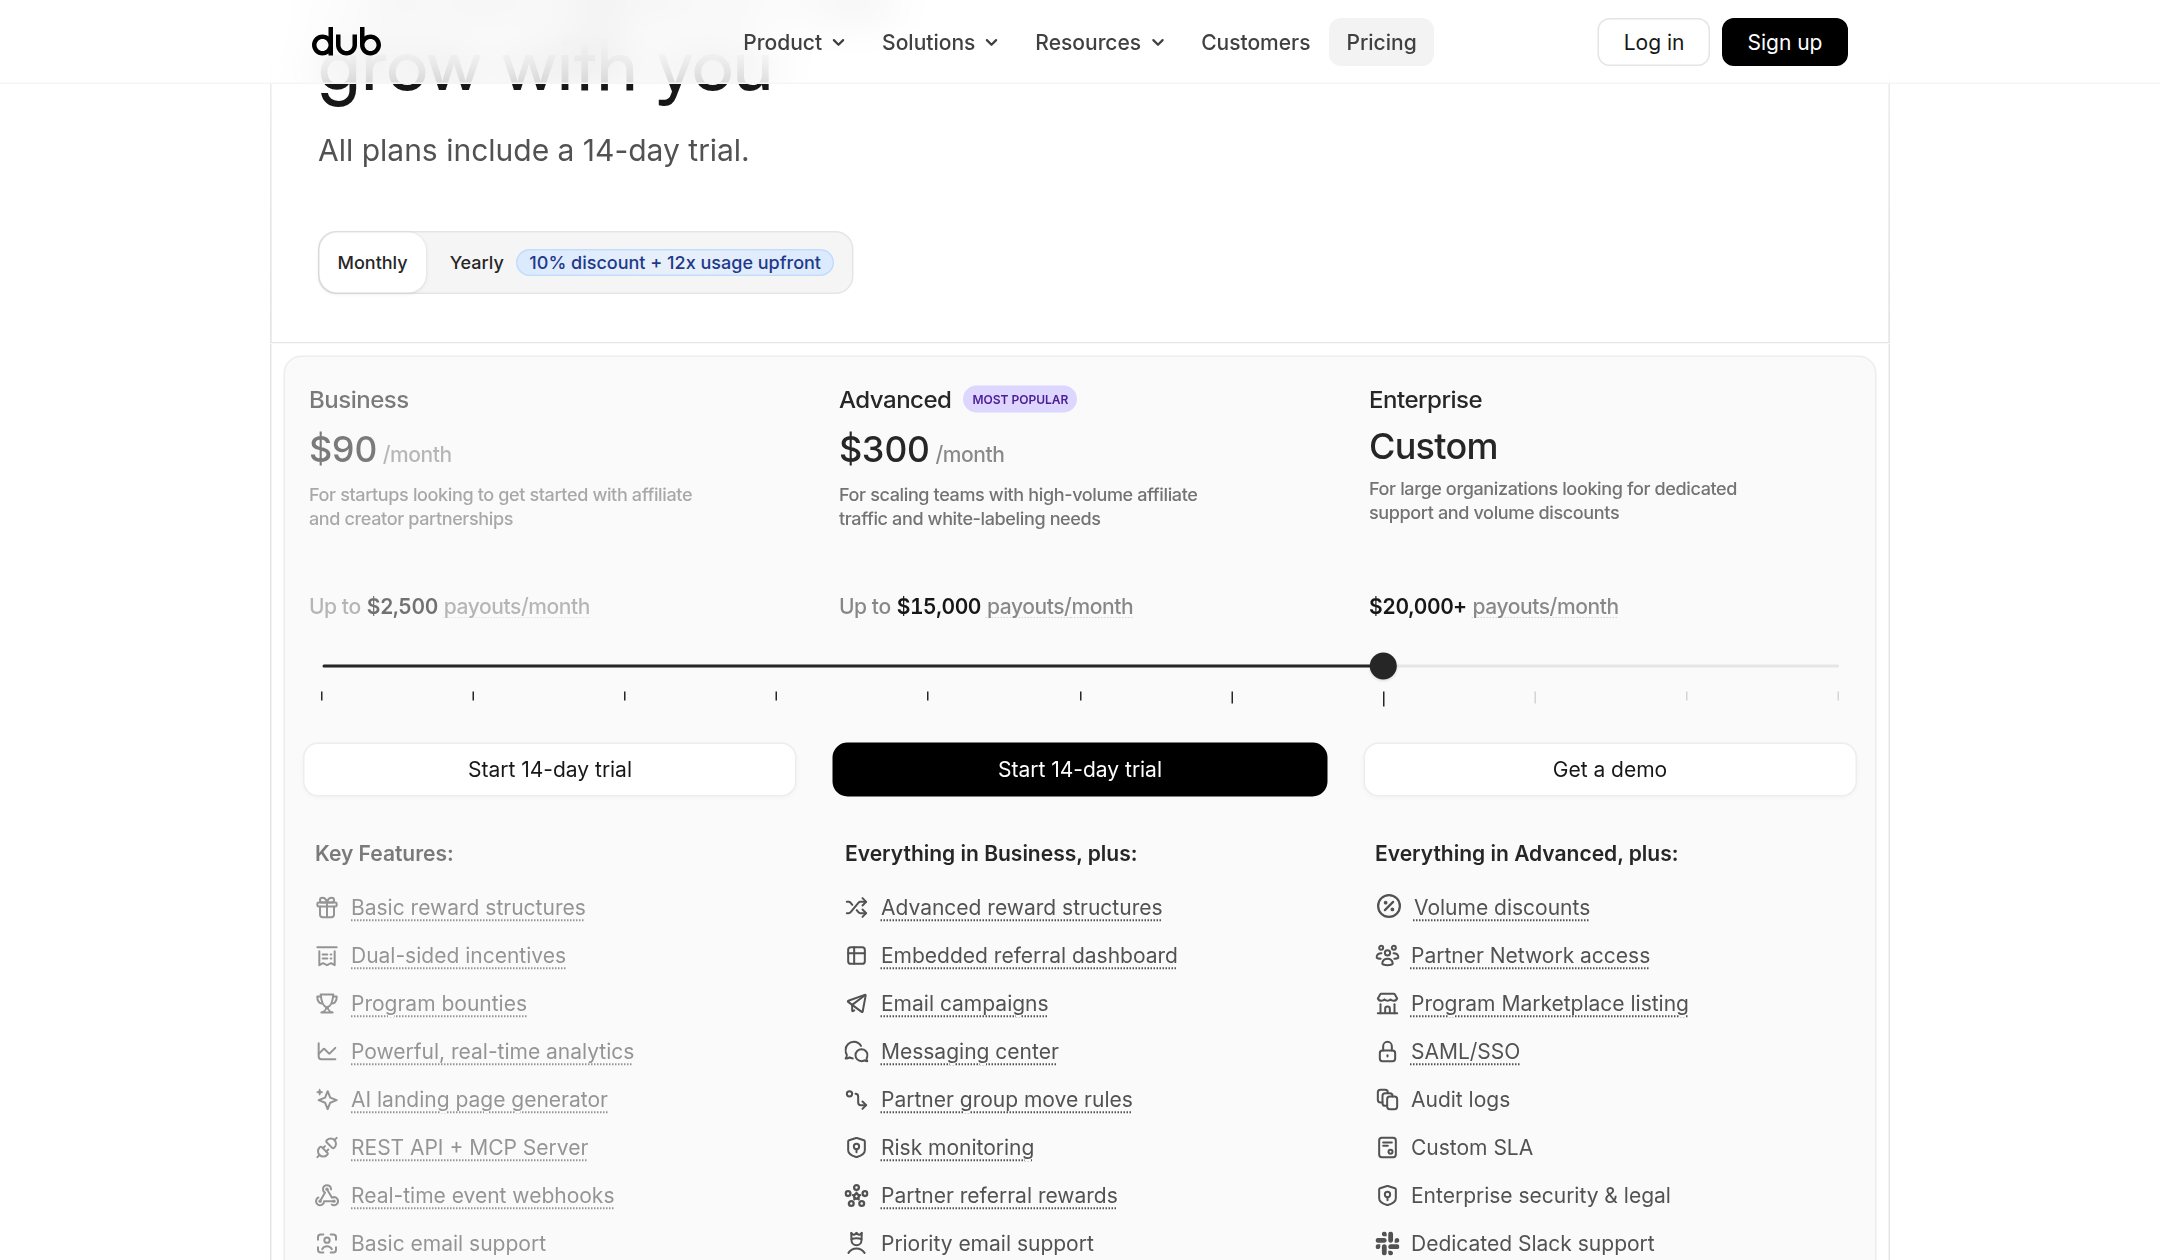 dub
Product
Solutions
Resources
Customers
Pricing
Log in
Sign up
grow with you
All plans include a 14-day trial.
Monthly
Yearly
10% discount + 12x usage upfront
Business
$90 /month
For startups looking to get started with affiliate
and creator partnerships
Up to $2,500 payouts/month
Advanced
MOST POPULAR
$300 /month
For scaling teams with high-volume affiliate
traffic and white-labeling needs
Up to $15,000 payouts/month
Enterprise
Custom
For large organizations looking for dedicated
support and volume discounts
$20,000+ payouts/month
Start 14-day trial
Start 14-day trial
Get a demo
Key Features:
Basic reward structures
Dual-sided incentives
Program bounties
Powerful, real-time analytics
AI landing page generator
REST API + MCP Server
Real-time event webhooks
Basic email support
Everything in Business, plus:
Advanced reward structures
Embedded referral dashboard
Email campaigns
Messaging center
Partner group move rules
Risk monitoring
Partner referral rewards
Priority email support
Everything in Advanced, plus:
Volume discounts
Partner Network access
Program Marketplace listing
SAML/SSO
Audit logs
Custom SLA
Enterprise security & legal
Dedicated Slack support